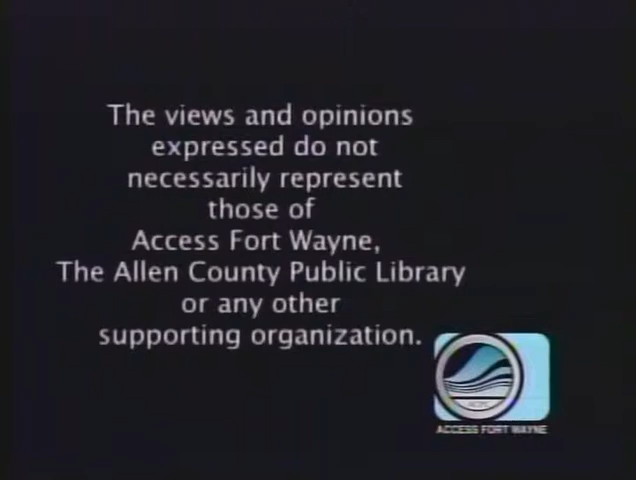 The views and opinions
expressed do not
necessarily represent
those of
Access Fort Wayne,
The Allen County Public Library
or any other
supporting organization.
ACCESS FORT WAYNE